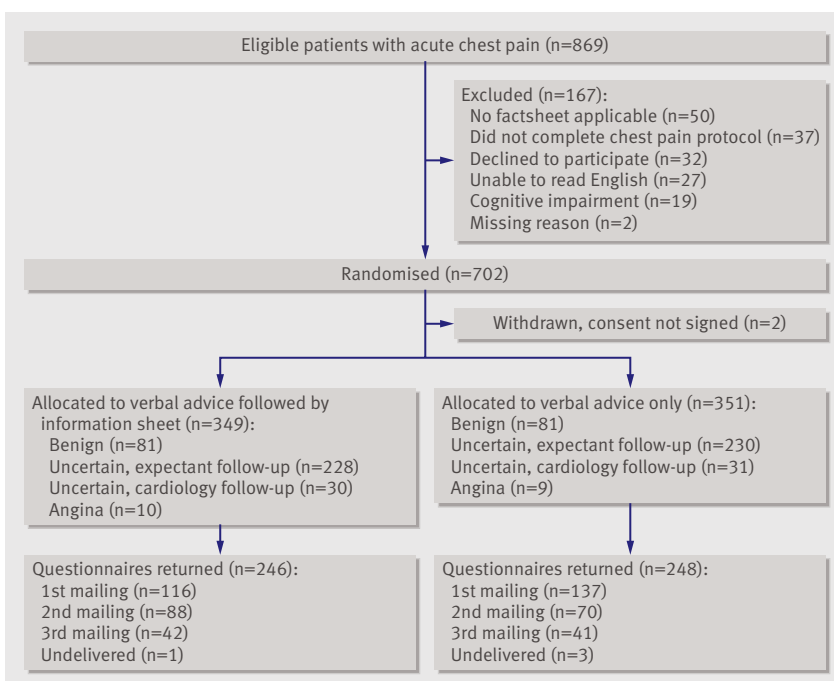 Eligible patients with acute chest pain (n=869)
Excluded (n=167):
No factsheet applicable (n=50)
Did not complete chest pain protocol (n=37)
Declined to participate (n=32)
Unable to read English (n=27)
Cognitive impairment (n=19)
Missing reason (n=2)
Randomised (n=702)
Withdrawn, consent not signed (n=2)
Allocated to verbal advice followed by
information sheet (n=349):
Benign (n=81)
Uncertain, expectant follow-up (n=228)
Uncertain, cardiology follow-up (n=30)
Angina (n=10)
Allocated to verbal advice only (n=351):
Benign (n=81)
Uncertain, expectant follow-up (n=230)
Uncertain, cardiology follow-up (n=31)
Angina (n=9)
Questionnaires returned (n=246):
1st mailing (n=116)
2nd mailing (n=88)
3rd mailing (n=42)
Undelivered (n=1)
Questionnaires returned (n=248):
1st mailing (n=137)
2nd mailing (n=70)
3rd mailing (n=41)
Undelivered (n=3)